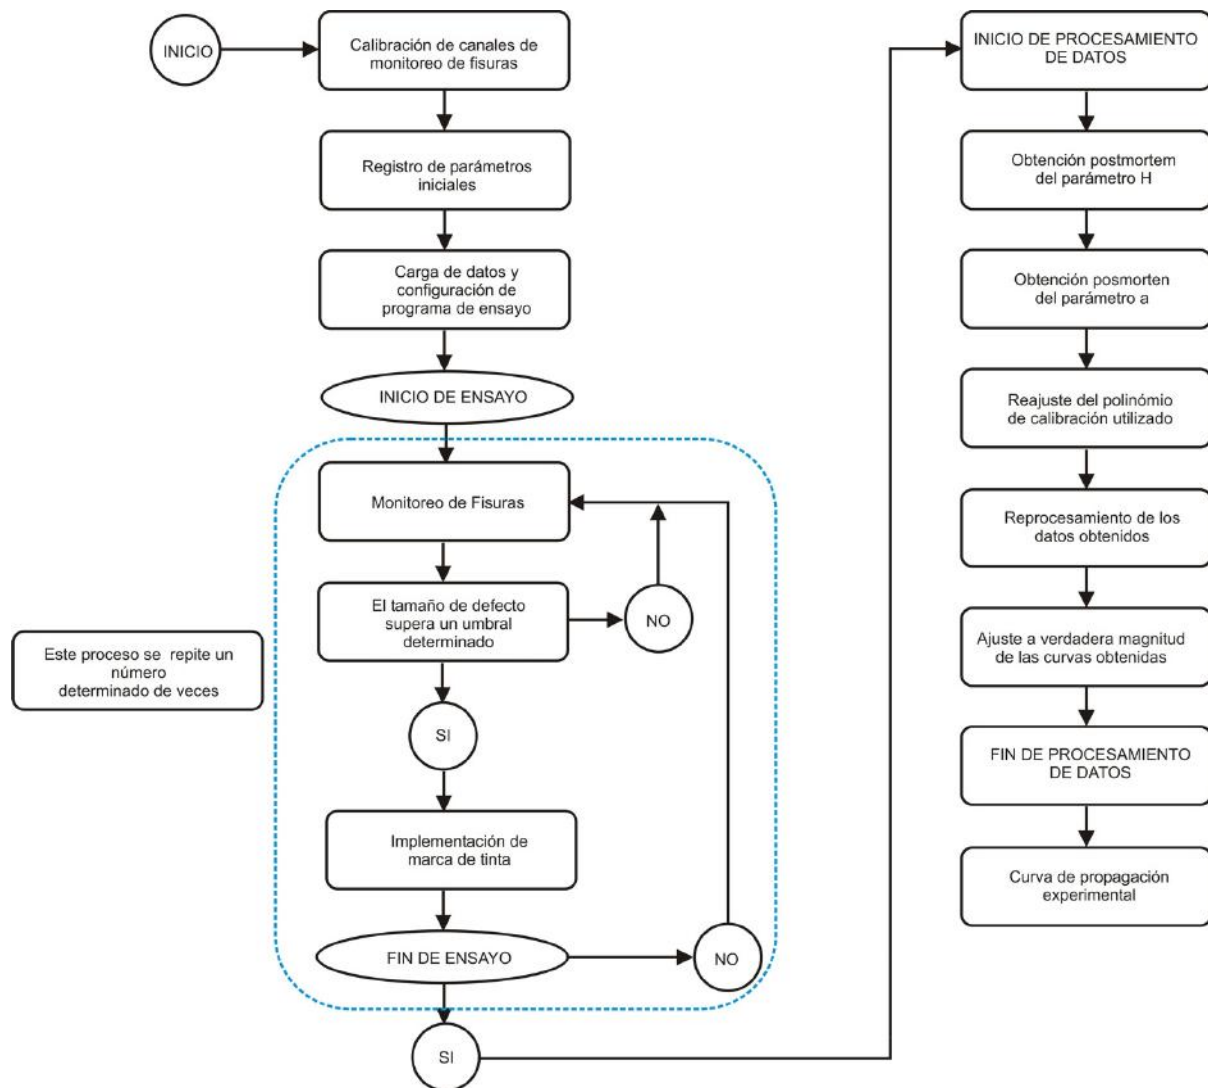 INICIO
Calibración de canales de
monitoreo de fisuras
Registro de parámetros
iniciales
Carga de datos y
configuración de
programa de ensayo
INICIO DE ENSAYO
Monitoreo de Fisuras
El tamaño de defecto
supera un umbral
determinado
NO
Este proceso se repite un
número
determinado de veces
SI
Implementación de
marca de tinta
FIN DE ENSAYO
NO
SI
INICIO DE PROCESAMIENTO
DE DATOS
Obtención postmortem
del parámetro H
Obtención posmorten
del parámetro a
Reajuste del polinómio
de calibración utilizado
Reprocesamiento de los
datos obtenidos
Ajuste a verdadera magnitud
de las curvas obtenidas
FIN DE PROCESAMIENTO
DE DATOS
Curva de propagación
experimental